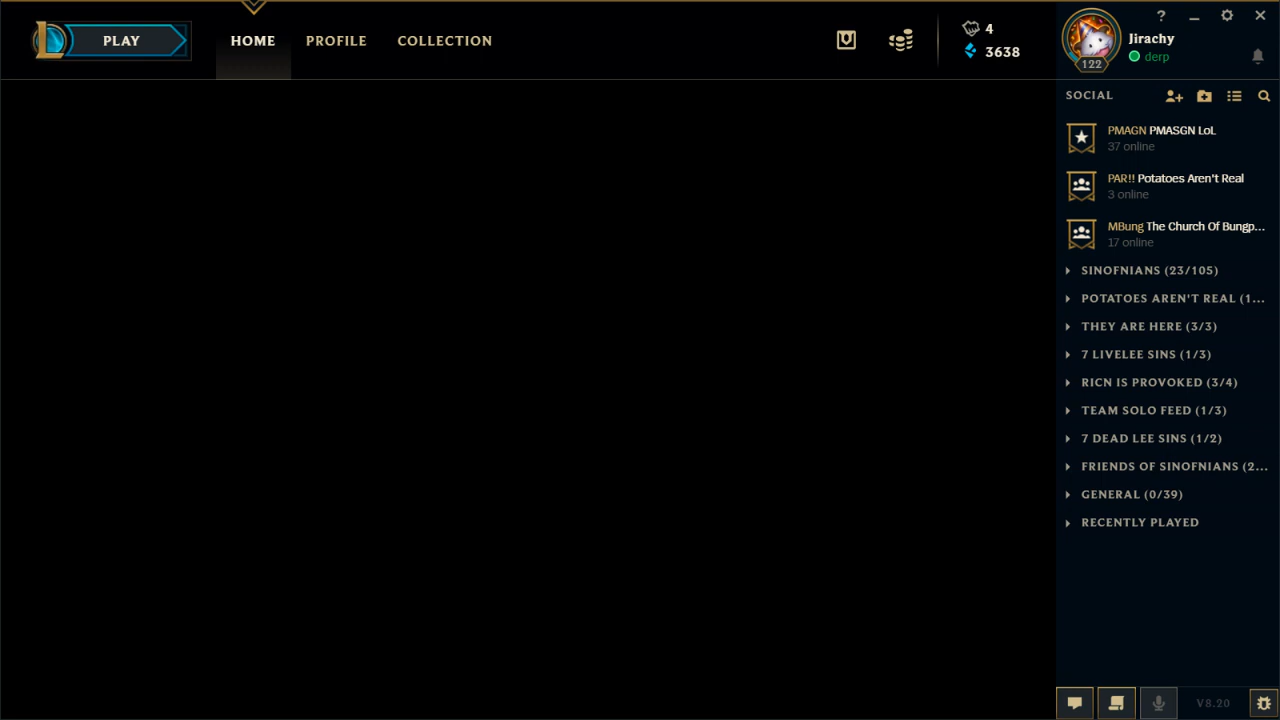 PLAY
HOME
PROFILE
COLLECTION
4
3638
?
122
Jirachy
derp
SOCIAL
PMAGN PMASGN LoL
37 online
PAR!! Potatoes Aren't Real
3 online
MBung The Church Of Bungp...
17 online
SINOFNIANS (23/105)
POTATOES AREN'T REAL (1...
THEY ARE HERE (3/3)
7 LIVELEE SINS (1/3)
RICN IS PROVOKED (3/4)
TEAM SOLO FEED (1/3)
7 DEAD LEE SINS (1/2)
FRIENDS OF SINOFNIANS (2...
GENERAL (0/39)
RECENTLY PLAYED
V8.20